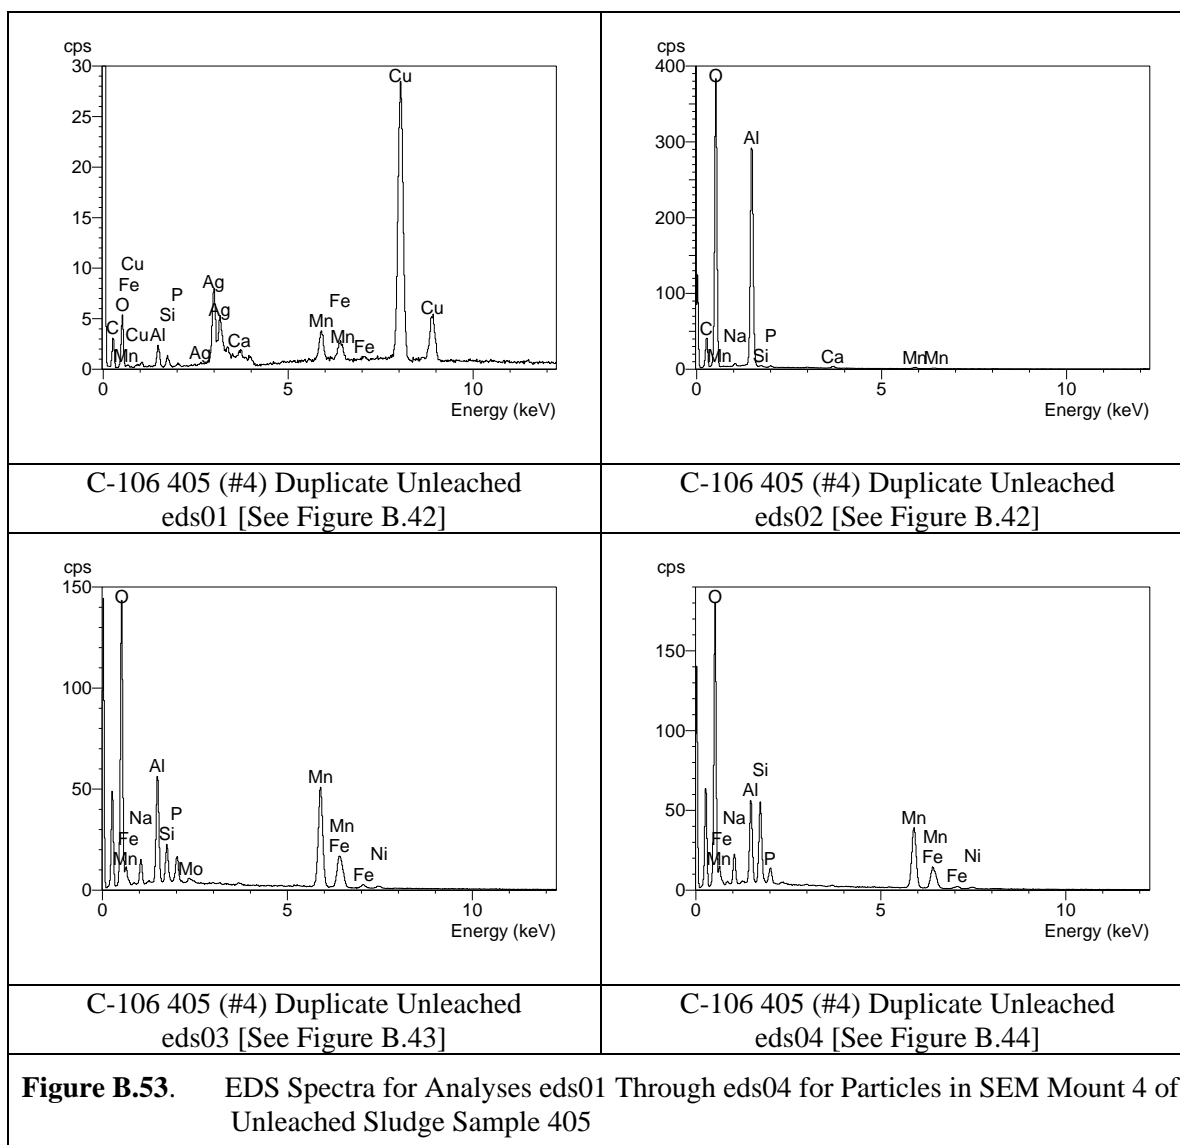 cps
30
25
20
15
10
5
0
Cu
Fe
O
C
Mn
Cu
Al
Si
P
Ag
Ag
Ag
Ca
Mn
Fe
Mn
Fe
Cu
Cu
0 5 10
Energy (keV)
cps
400
300
200
100
0
O
Al
C
Mn
Na
Si
P
Ca
Mn Mn
0 5 10
Energy (keV)
C-106 405 (#4) Duplicate Unleached
eds01 [See Figure B.42]
C-106 405 (#4) Duplicate Unleached
eds02 [See Figure B.42]
cps
150
100
50
0
O
Al
Na
Fe
Mn
P
Si
Mo
Mn
Mn
Fe
Fe
Ni
0 5 10
Energy (keV)
cps
150
100
50
0
O
Si
Al
Na
Fe
Mn
P
Mn
Mn
Fe
Fe
Ni
0 5 10
Energy (keV)
C-106 405 (#4) Duplicate Unleached
eds03 [See Figure B.43]
C-106 405 (#4) Duplicate Unleached
eds04 [See Figure B.44]
Figure B.53. EDS Spectra for Analyses eds01 Through eds04 for Particles in SEM Mount 4 of
Unleached Sludge Sample 405